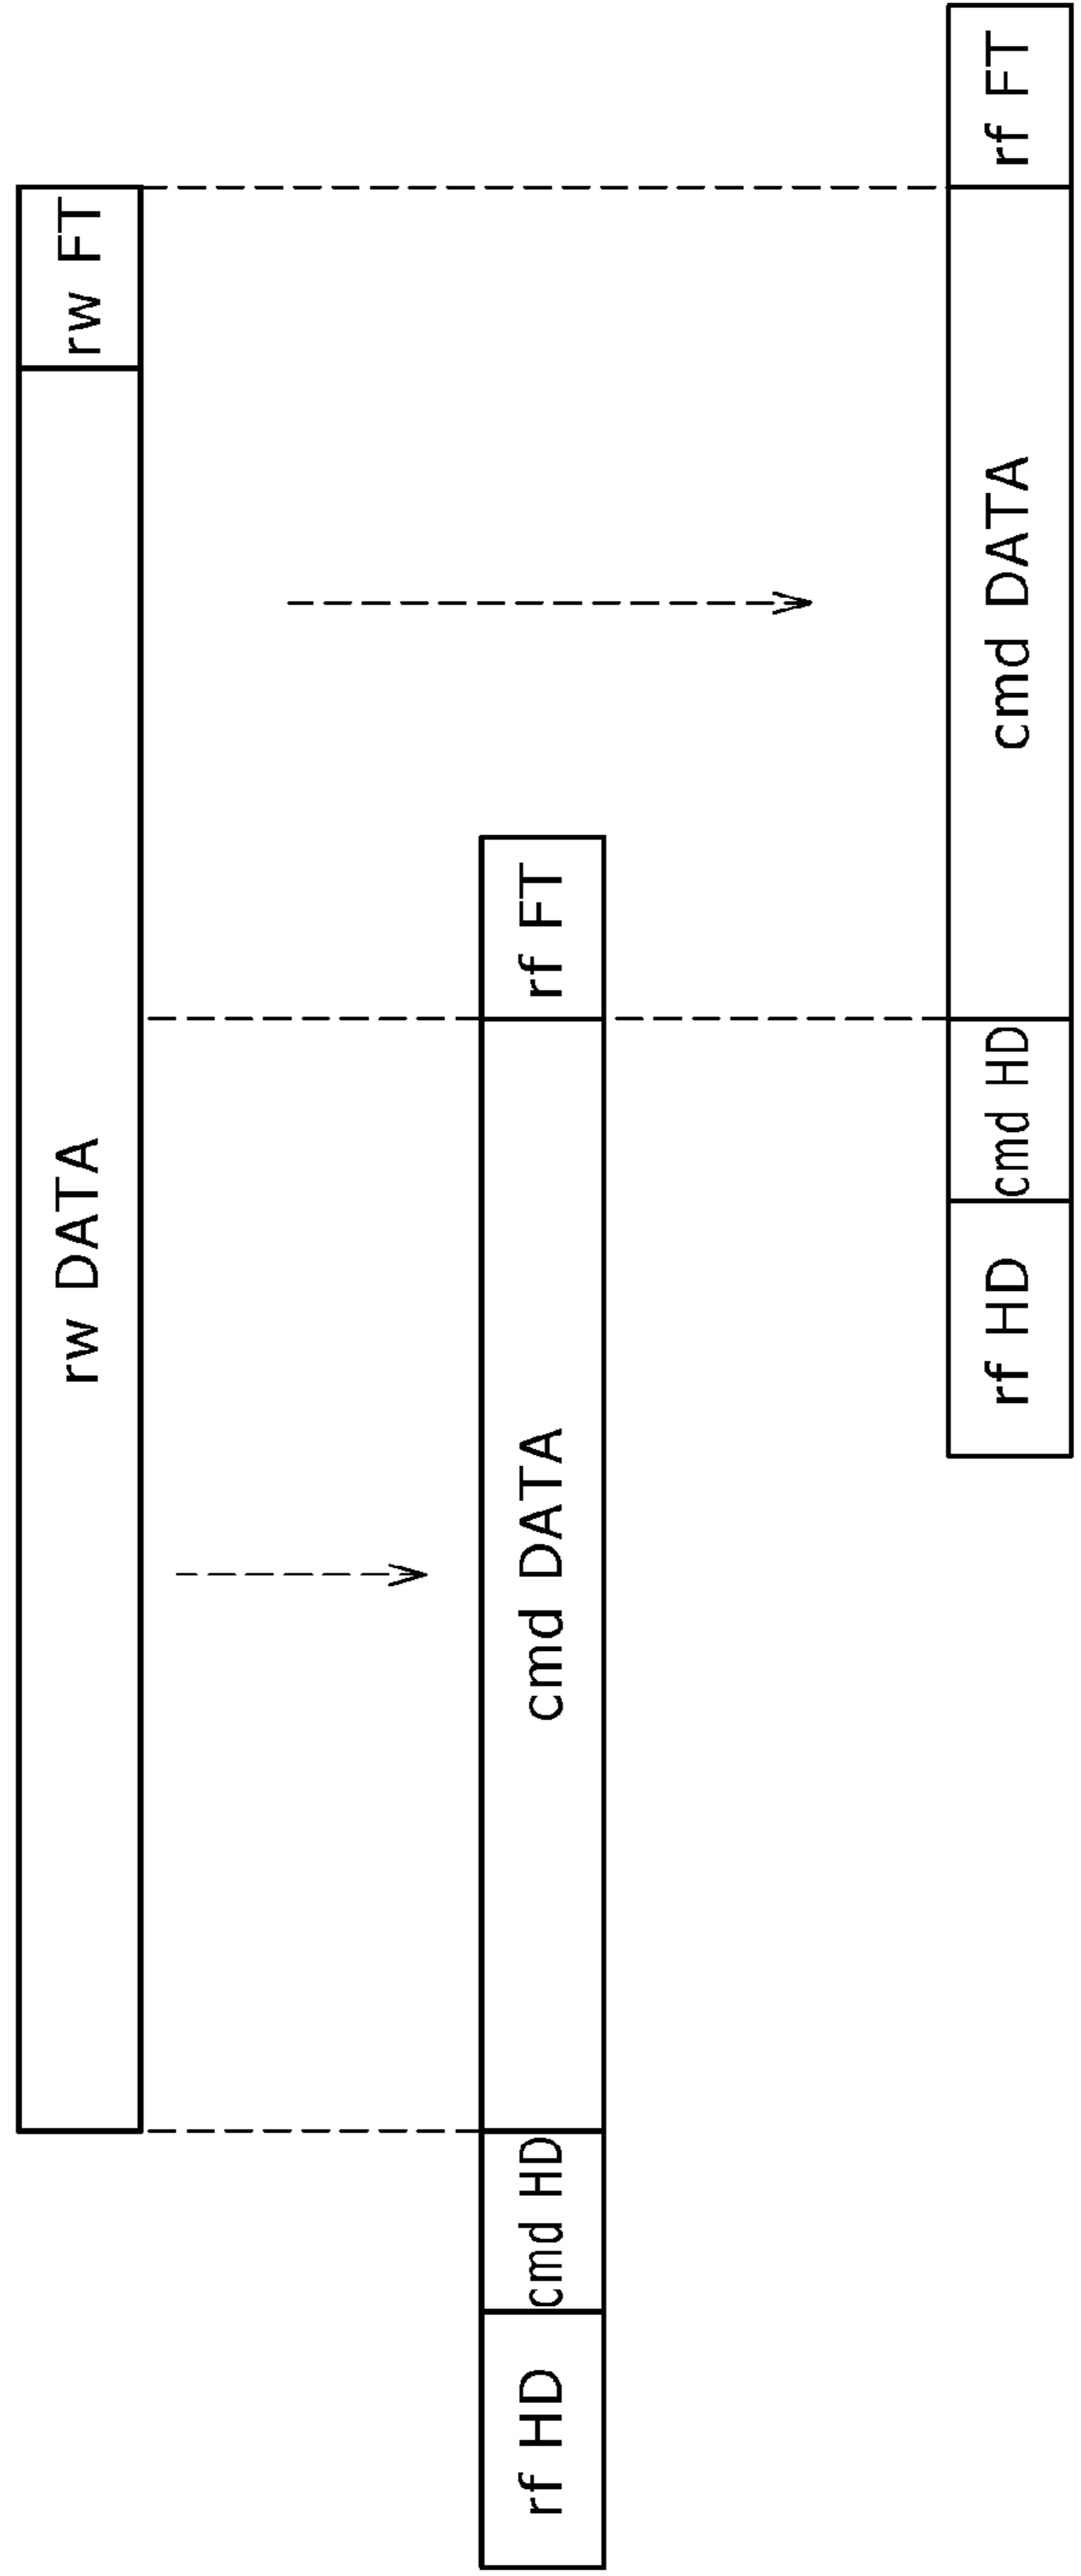 rw DATA
rw FT
rf HD
cmd HD
cmd DATA
rf FT
rf HD
cmd HD
cmd DATA
rf FT